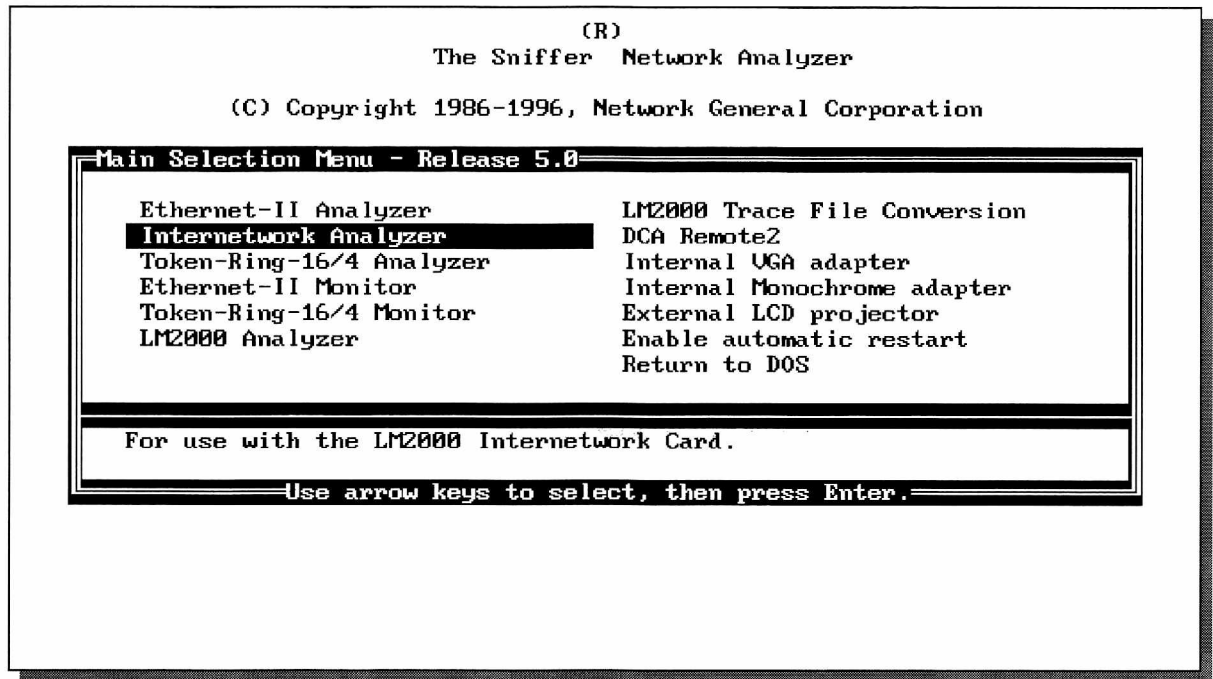 (R)
The Sniffer Network Analyzer
(C) Copyright 1986-1996, Network General Corporation
Main Selection Menu - Release 5.0
Ethernet-II Analyzer
Internetwork Analyzer
Token-Ring-16/4 Analyzer
Ethernet-II Monitor
Token-Ring-16/4 Monitor
LM2000 Analyzer
LM2000 Trace File Conversion
DCA Remote2
Internal VGA adapter
Internal Monochrome adapter
External LCD projector
Enable automatic restart
Return to DOS
For use with the LM2000 Internetwork Card.
Use arrow keys to select, then press Enter.